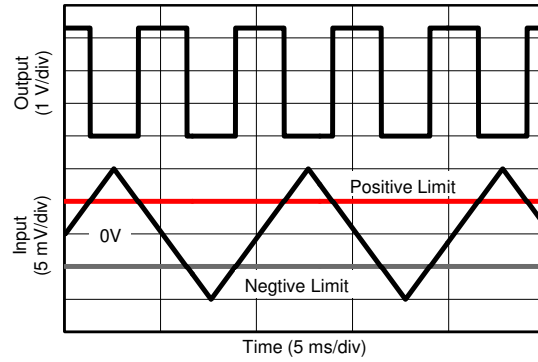 Output
(1 V/div)
Positive Limit
Input
(5 mV/div)
0V
Negtive Limit
Time (5 ms/div)